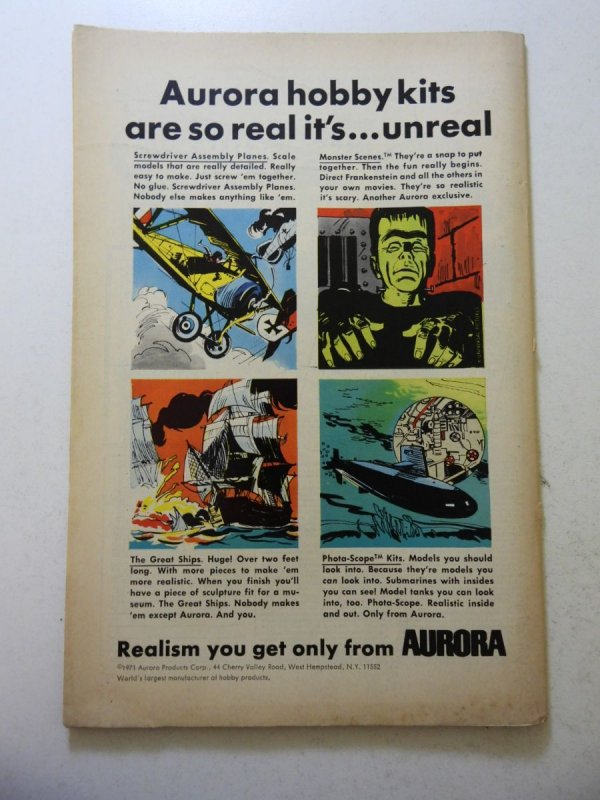 Aurora hobby kits
are so real it's...unreal
Screwdriver Assembly Planes. Scale
models that are really detailed. Really
easy to make. Just screw 'em together.
No glue. Screwdriver Assembly Planes.
Nobody else makes anything like 'em.
Monster Scenes.™ They're a snap to put
together. Then the fun really begins.
Direct Frankenstein and all the others in
your own movies. They're so realistic
it's scary. Another Aurora exclusive.
The Great Ships. Huge! Over two feet
long. With more pieces to make 'em
more realistic. When you finish you'll
have a piece of sculpture fit for a mu-
seum. The Great Ships. Nobody makes
'em except Aurora. And you.
Phota-Scope™ Kits. Models you should
look into. Because they're models you
can look into. Submarines with insides
you can see! Model tanks you can look
into, too. Phota-Scope. Realistic inside
and out. Only from Aurora.
Realism you get only from AURORA
©1971 Aurora Products Corp., 44 Cherry Valley Road, West Hempstead, N.Y. 11552
World's largest manufacturer of hobby products.